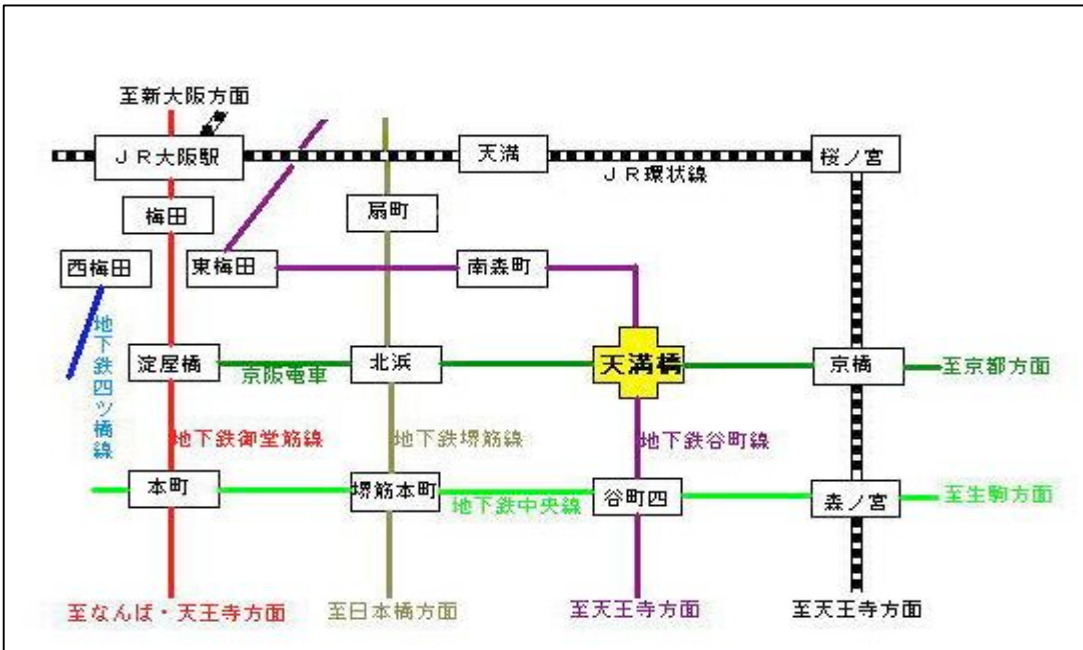 至新大阪方面
JR大阪駅
天満
桜ノ宮
JR環状線
梅田
扇町
西梅田
東梅田
南森町
地下鉄四ツ橋線
淀屋橋
京阪電車
北浜
天満橋
京橋
至京都方面
地下鉄御堂筋線
地下鉄堺筋線
地下鉄谷町線
本町
堺筋本町
地下鉄中央線
谷町四
森ノ宮
至生駒方面
至なんば・天王寺方面
至日本橋方面
至天王寺方面
至天王寺方面